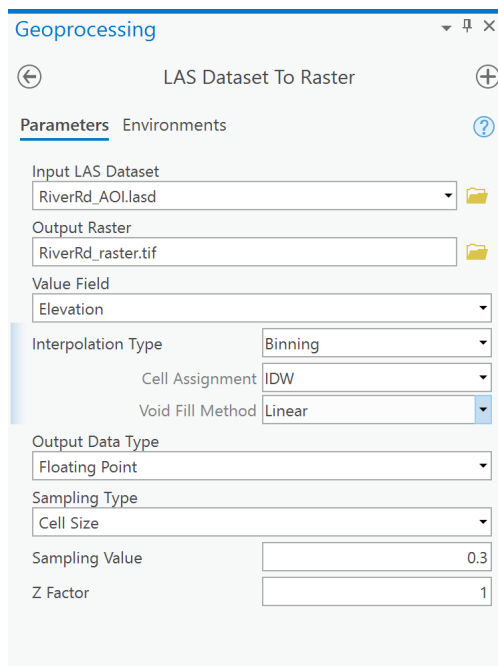 Geoprocessing
LAS Dataset To Raster
Parameters Environments
Input LAS Dataset
RiverRd_AOI.lasd
Output Raster
RiverRd_raster.tif
Value Field
Elevation
Interpolation Type Binning
Cell Assignment IDW
Void Fill Method Linear
Output Data Type
Floating Point
Sampling Type
Cell Size
Sampling Value 0.3
Z Factor 1